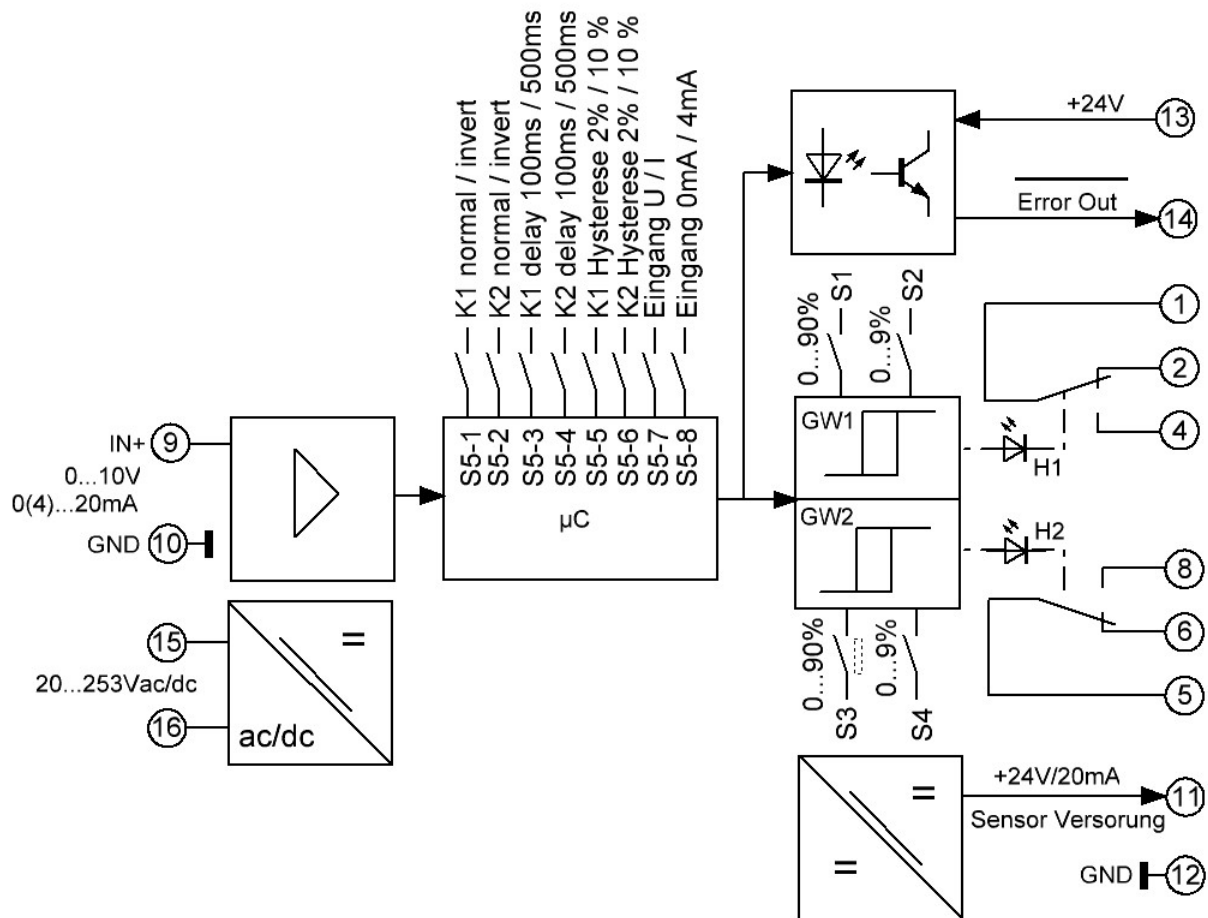 K1 normal / invert
K2 normal / invert
K1 delay 100ms / 500ms
K2 delay 100ms / 500ms
K1 Hysterese 2% / 10 %
K2 Hysterese 2% / 10 %
Eingang U / I
Eingang 0mA / 4mA
+24V
13
Error Out
14
S1
S2
0...90%
0...9%
1
2
4
GW1
H1
IN+
9
0...10V
0(4)...20mA
GND
10
S5-1
S5-2
S5-3
S5-4
S5-5
S5-6
S5-7
S5-8
µC
GW2
H2
8
6
5
0...90%
0...9%
S3
S4
15
20...253Vac/dc
16
=
ac/dc
+24V/20mA
=
11
Sensor Versorung
=
GND
12